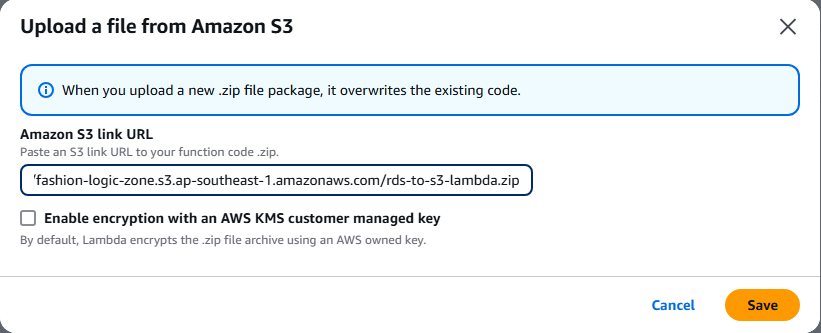 Upload a file from Amazon S3
When you upload a new .zip file package, it overwrites the existing code.
Amazon S3 link URL
Paste an S3 link URL to your function code .zip.
/fashion-logic-zone.s3.ap-southeast-1.amazonaws.com/rds-to-s3-lambda.zip
Enable encryption with an AWS KMS customer managed key
By default, Lambda encrypts the .zip file archive using an AWS owned key.
Cancel
Save